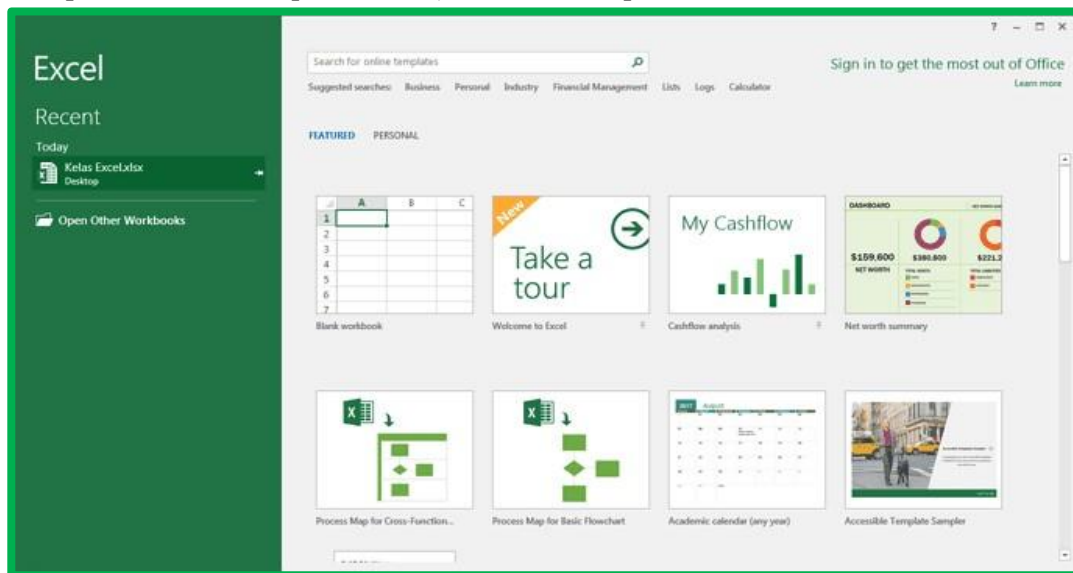 ?
Excel
Search for online templates
Sign in to get the most out of Office
Suggested searches: Business Personal Industry Financial Management Lists Logs Calculator
Learn more
Recent
Today
Kelas Excel.xlsx
Desktop
Open Other Workbooks
FEATURED PERSONAL
A B C
1
2
3
4
5
6
7
Blank workbook
New
Take a
tour
Welcome to Excel
My Cashflow
Cashflow analysis
DASHBOARD
$159,600
NET WORTH
$380,800
$221,2
Net worth summary
Process Map for Cross-Function...
Process Map for Basic Flowchart
2017 August
Academic calendar (any year)
Accessible Template Sampler